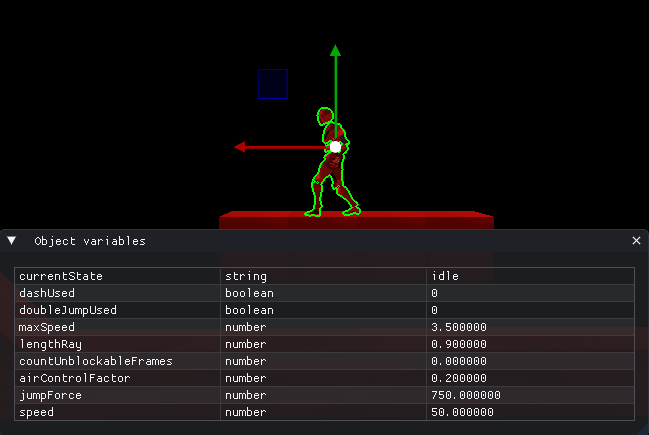 Object variables
currentState string idle
dashUsed boolean 0
doubleJumpUsed boolean 0
maxSpeed number 3.500000
lengthRay number 0.900000
countUnblockableFrames number 0.000000
airControlFactor number 0.200000
jumpForce number 750.000000
speed number 50.000000